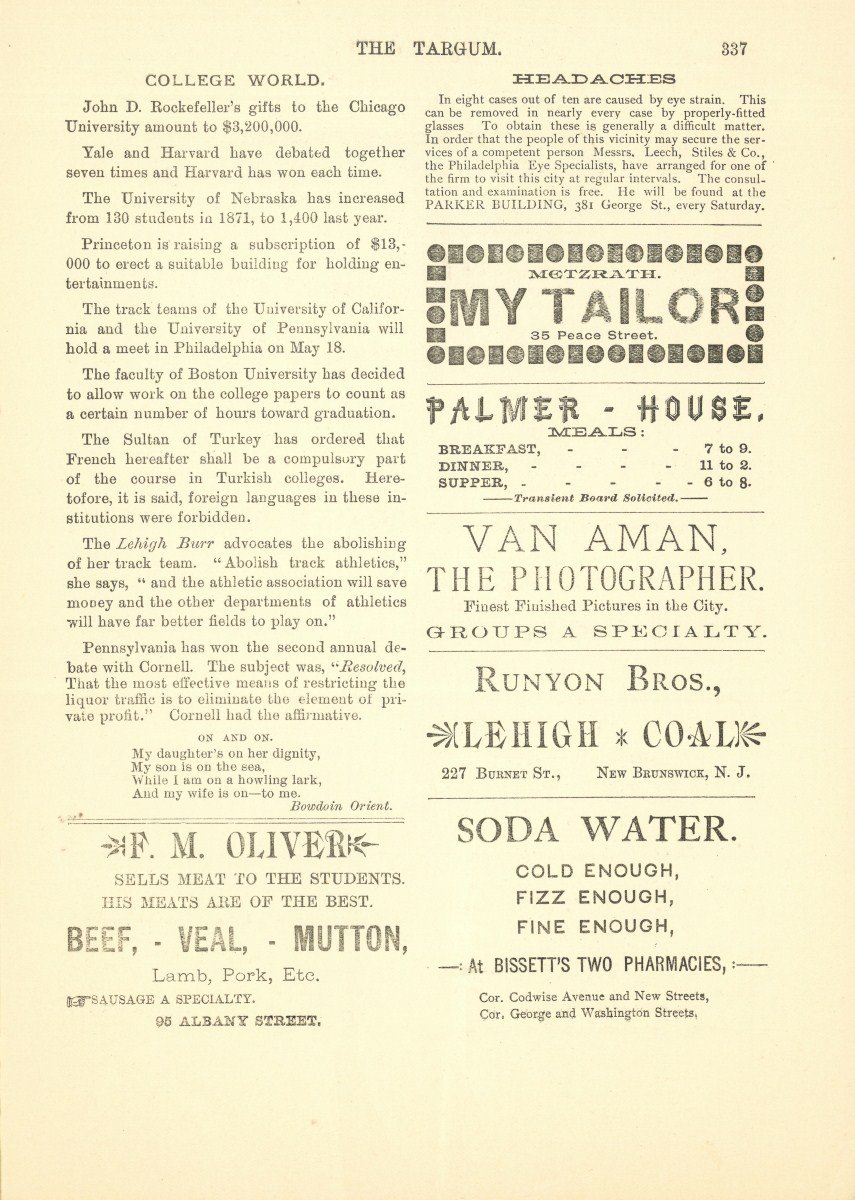 THE TARGUM. 337
COLLEGE WORLD.
John D. Rockefeller's gifts to the Chicago
University amount to $3,200,000.
Yale and Harvard have debated together
seven times and Harvard has won each time.
The University of Nebraska has increased
from 130 students in 1871, to 1,400 last year.
Princeton is raising a subscription of $13,-
000 to erect a suitable building for holding en-
tertainments.
The track teams of the University of Califor-
nia and the University of Pennsylvania will
hold a meet in Philadelphia on May 18.
The faculty of Boston University has decided
to allow work on the college papers to count as
a certain number of hours toward graduation.
The Sultan of Turkey has ordered that
French hereafter shall be a compulsory part
of the course in Turkish colleges. Here-
tofore, it is said, foreign languages in these in-
stitutions were forbidden.
The Lehigh Burr advocates the abolishing
of her track team. "Abolish track athletics,"
she says, "and the athletic association will save
money and the other departments of athletics
will have far better fields to play on."
Pennsylvania has won the second annual de-
bate with Cornell. The subject was, "Resolved,
That the most effective means of restricting the
liquor traffic is to eliminate the element of pri-
vate profit." Cornell had the affirmative.
ON AND ON.
My daughter's on her dignity,
My son is on the sea,
While I am on a howling lark,
And my wife is on—to me.
Bowdoin Orient.
F. M. OLIVER
SELLS MEAT TO THE STUDENTS.
HIS MEATS ARE OF THE BEST.
BEEF, - VEAL, - MUTTON,
Lamb, Pork, Etc.
☞SAUSAGE A SPECIALTY.
95 ALBANY STREET.
HEADACHES
In eight cases out of ten are caused by eye strain. This
can be removed in nearly every case by properly-fitted
glasses To obtain these is generally a difficult matter.
In order that the people of this vicinity may secure the ser-
vices of a competent person Messrs. Leech, Stiles & Co.,
the Philadelphia Eye Specialists, have arranged for one of
the firm to visit this city at regular intervals. The consul-
tation and examination is free. He will be found at the
PARKER BUILDING, 381 George St., every Saturday.
METZRATH.
MY TAILOR
35 Peace Street.
PALMER - HOUSE,
MEALS:
BREAKFAST, - - - 7 to 9.
DINNER, - - - - 11 to 2.
SUPPER, - - - - - 6 to 8.
——Transient Board Solicited.——
VAN AMAN,
THE PHOTOGRAPHER.
Finest Finished Pictures in the City.
GROUPS A SPECIALTY.
RUNYON BROS.,
LEHIGH * COAL
227 BURNET ST., NEW BRUNSWICK, N. J.
SODA WATER.
COLD ENOUGH,
FIZZ ENOUGH,
FINE ENOUGH,
—: At BISSETT'S TWO PHARMACIES, :—
Cor. Codwise Avenue and New Streets,
Cor. George and Washington Streets.